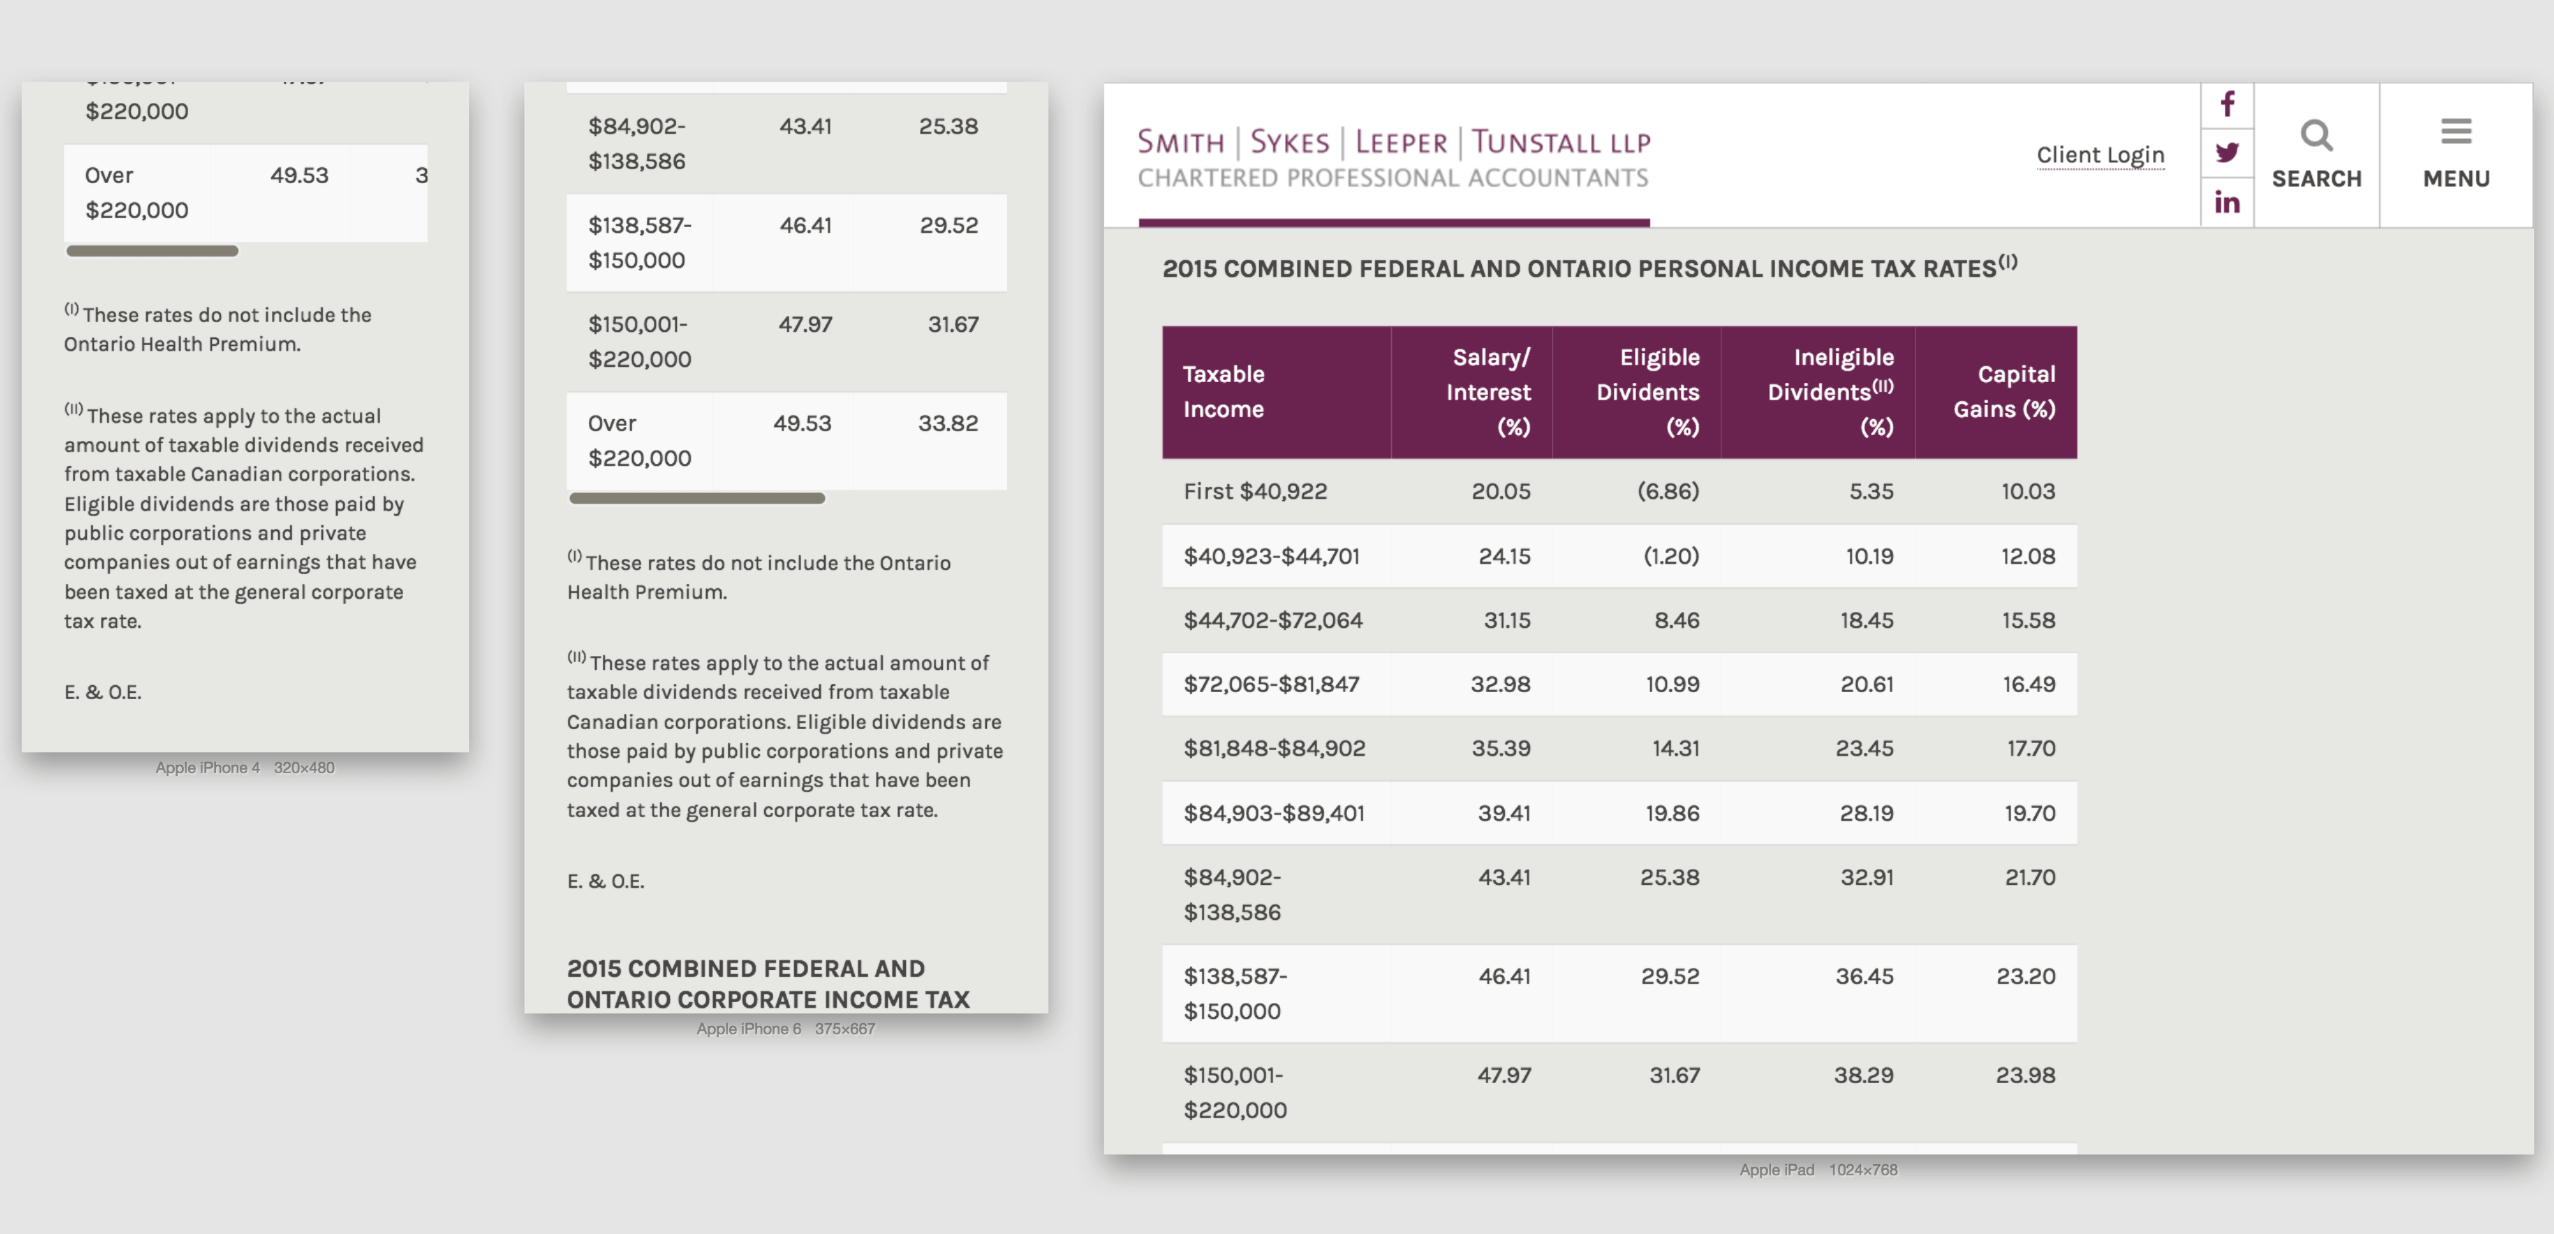 $220,000
Over 49.53 3
$220,000
(I) These rates do not include the
Ontario Health Premium.
(II) These rates apply to the actual
amount of taxable dividends received
from taxable Canadian corporations.
Eligible dividends are those paid by
public corporations and private
companies out of earnings that have
been taxed at the general corporate
tax rate.
E. & O.E.
Apple iPhone 4 320×480
$84,902- 43.41 25.38
$138,586
$138,587- 46.41 29.52
$150,000
$150,001- 47.97 31.67
$220,000
Over 49.53 33.82
$220,000
(I) These rates do not include the Ontario
Health Premium.
(II) These rates apply to the actual amount of
taxable dividends received from taxable
Canadian corporations. Eligible dividends are
those paid by public corporations and private
companies out of earnings that have been
taxed at the general corporate tax rate.
E. & O.E.
2015 COMBINED FEDERAL AND
ONTARIO CORPORATE INCOME TAX
Apple iPhone 6 375×667
SMITH | SYKES | LEEPER | TUNSTALL LLP
CHARTERED PROFESSIONAL ACCOUNTANTS
Client Login
f
in
SEARCH
MENU
2015 COMBINED FEDERAL AND ONTARIO PERSONAL INCOME TAX RATES(I)
Taxable Income Salary/ Interest (%) Eligible Dividends (%) Ineligible Dividends(II) (%) Capital Gains (%)
First $40,922 20.05 (6.86) 5.35 10.03
$40,923-$44,701 24.15 (1.20) 10.19 12.08
$44,702-$72,064 31.15 8.46 18.45 15.58
$72,065-$81,847 32.98 10.99 20.61 16.49
$81,848-$84,902 35.39 14.31 23.45 17.70
$84,903-$89,401 39.41 19.86 28.19 19.70
$84,902- 43.41 25.38 32.91 21.70
$138,586
$138,587- 46.41 29.52 36.45 23.20
$150,000
$150,001- 47.97 31.67 38.29 23.98
$220,000
Apple iPad 1024×768